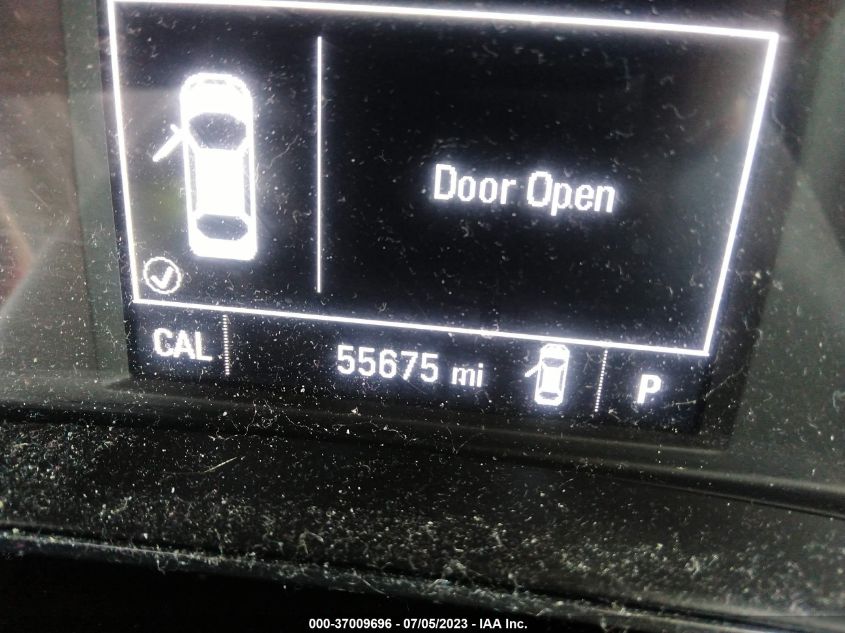 Door Open
CAL 55675 mi P
000-37009696 - 07/05/2023 - IAA Inc.